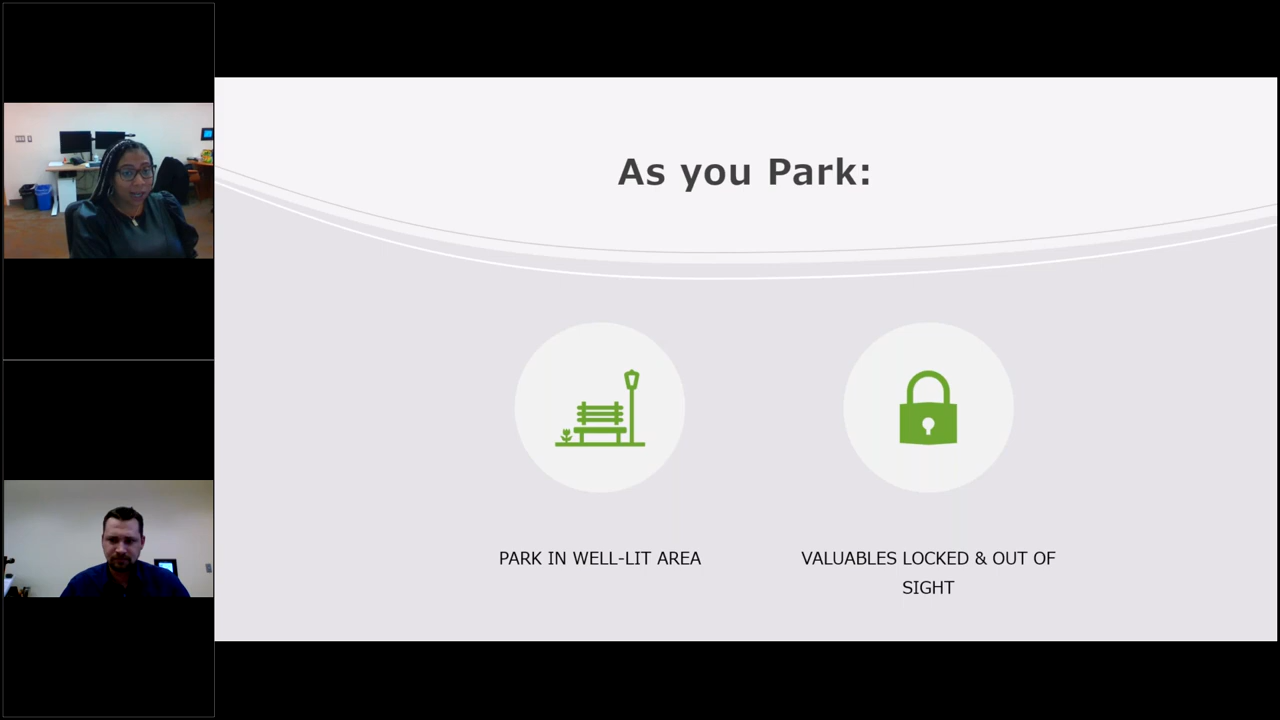 As you Park:
PARK IN WELL-LIT AREA
VALUABLES LOCKED & OUT OF
SIGHT